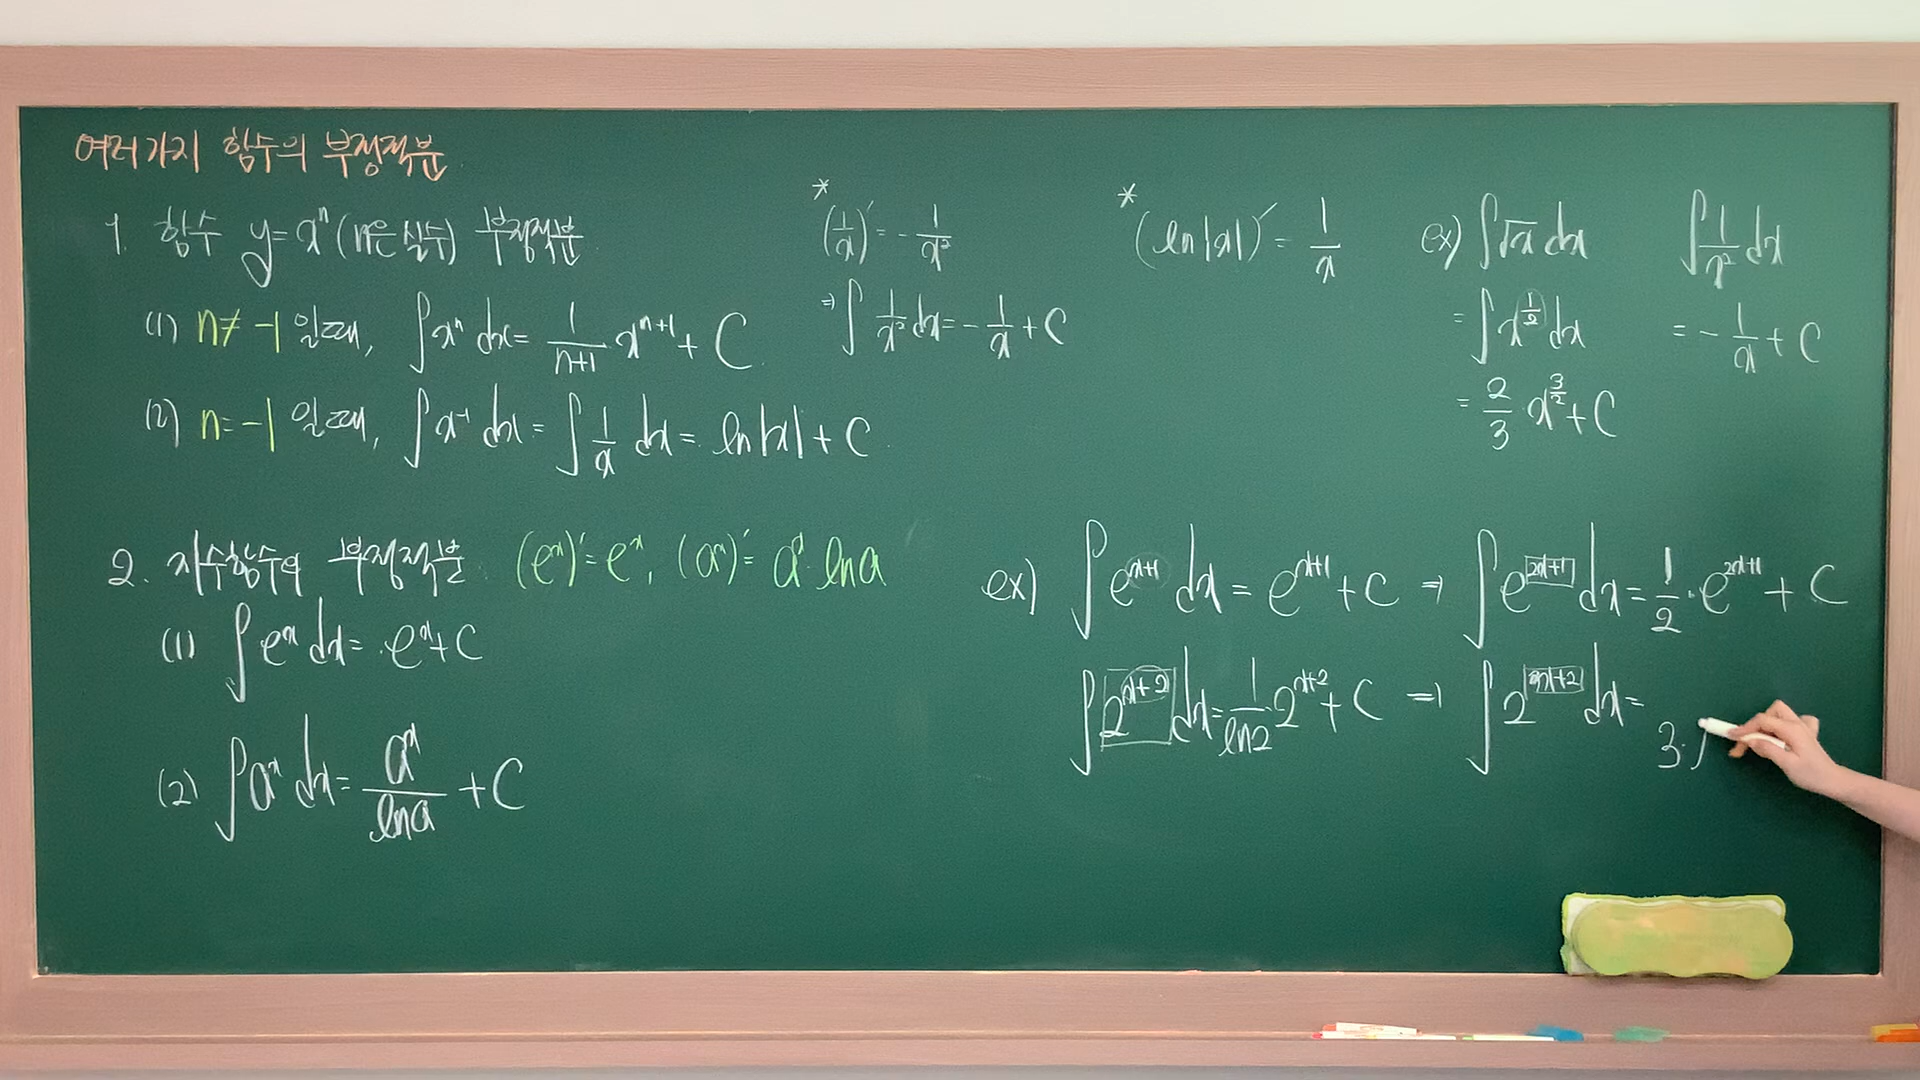 여러가지 함수의 부정적분
1. 함수 y=x^n (n은 실수) 부정적분
(1) n≠-1 일때, ∫x^n dx = 1/(n+1) x^(n+1) + C
(2) n=-1 일때, ∫x^-1 dx = ∫1/x dx = ln|x| + C
* (1/x)′ = -1/x²
⇒ ∫1/x² dx = -1/x + C
* (ln|x|)′ = 1/x
ex) ∫√x dx
= ∫x^(1/2) dx
= 2/3·x^(3/2) + C
∫1/x² dx
= -1/x + C
2. 지수함수의 부정적분 (e^x)′=e^x, (a^x)′=a^x·lna
(1) ∫e^x dx = ·e^x + C
(2) ∫a^x dx = a^x/lna + C
ex) ∫e^(x+1) dx = e^(x+1) + C ⇒ ∫e^(2x+1) dx = 1/2·e^(2x+1) + C
∫2^(x+2) dx = 1/ln2·2^(x+2) + C ⇒ ∫2^(3x+2) dx =
3·